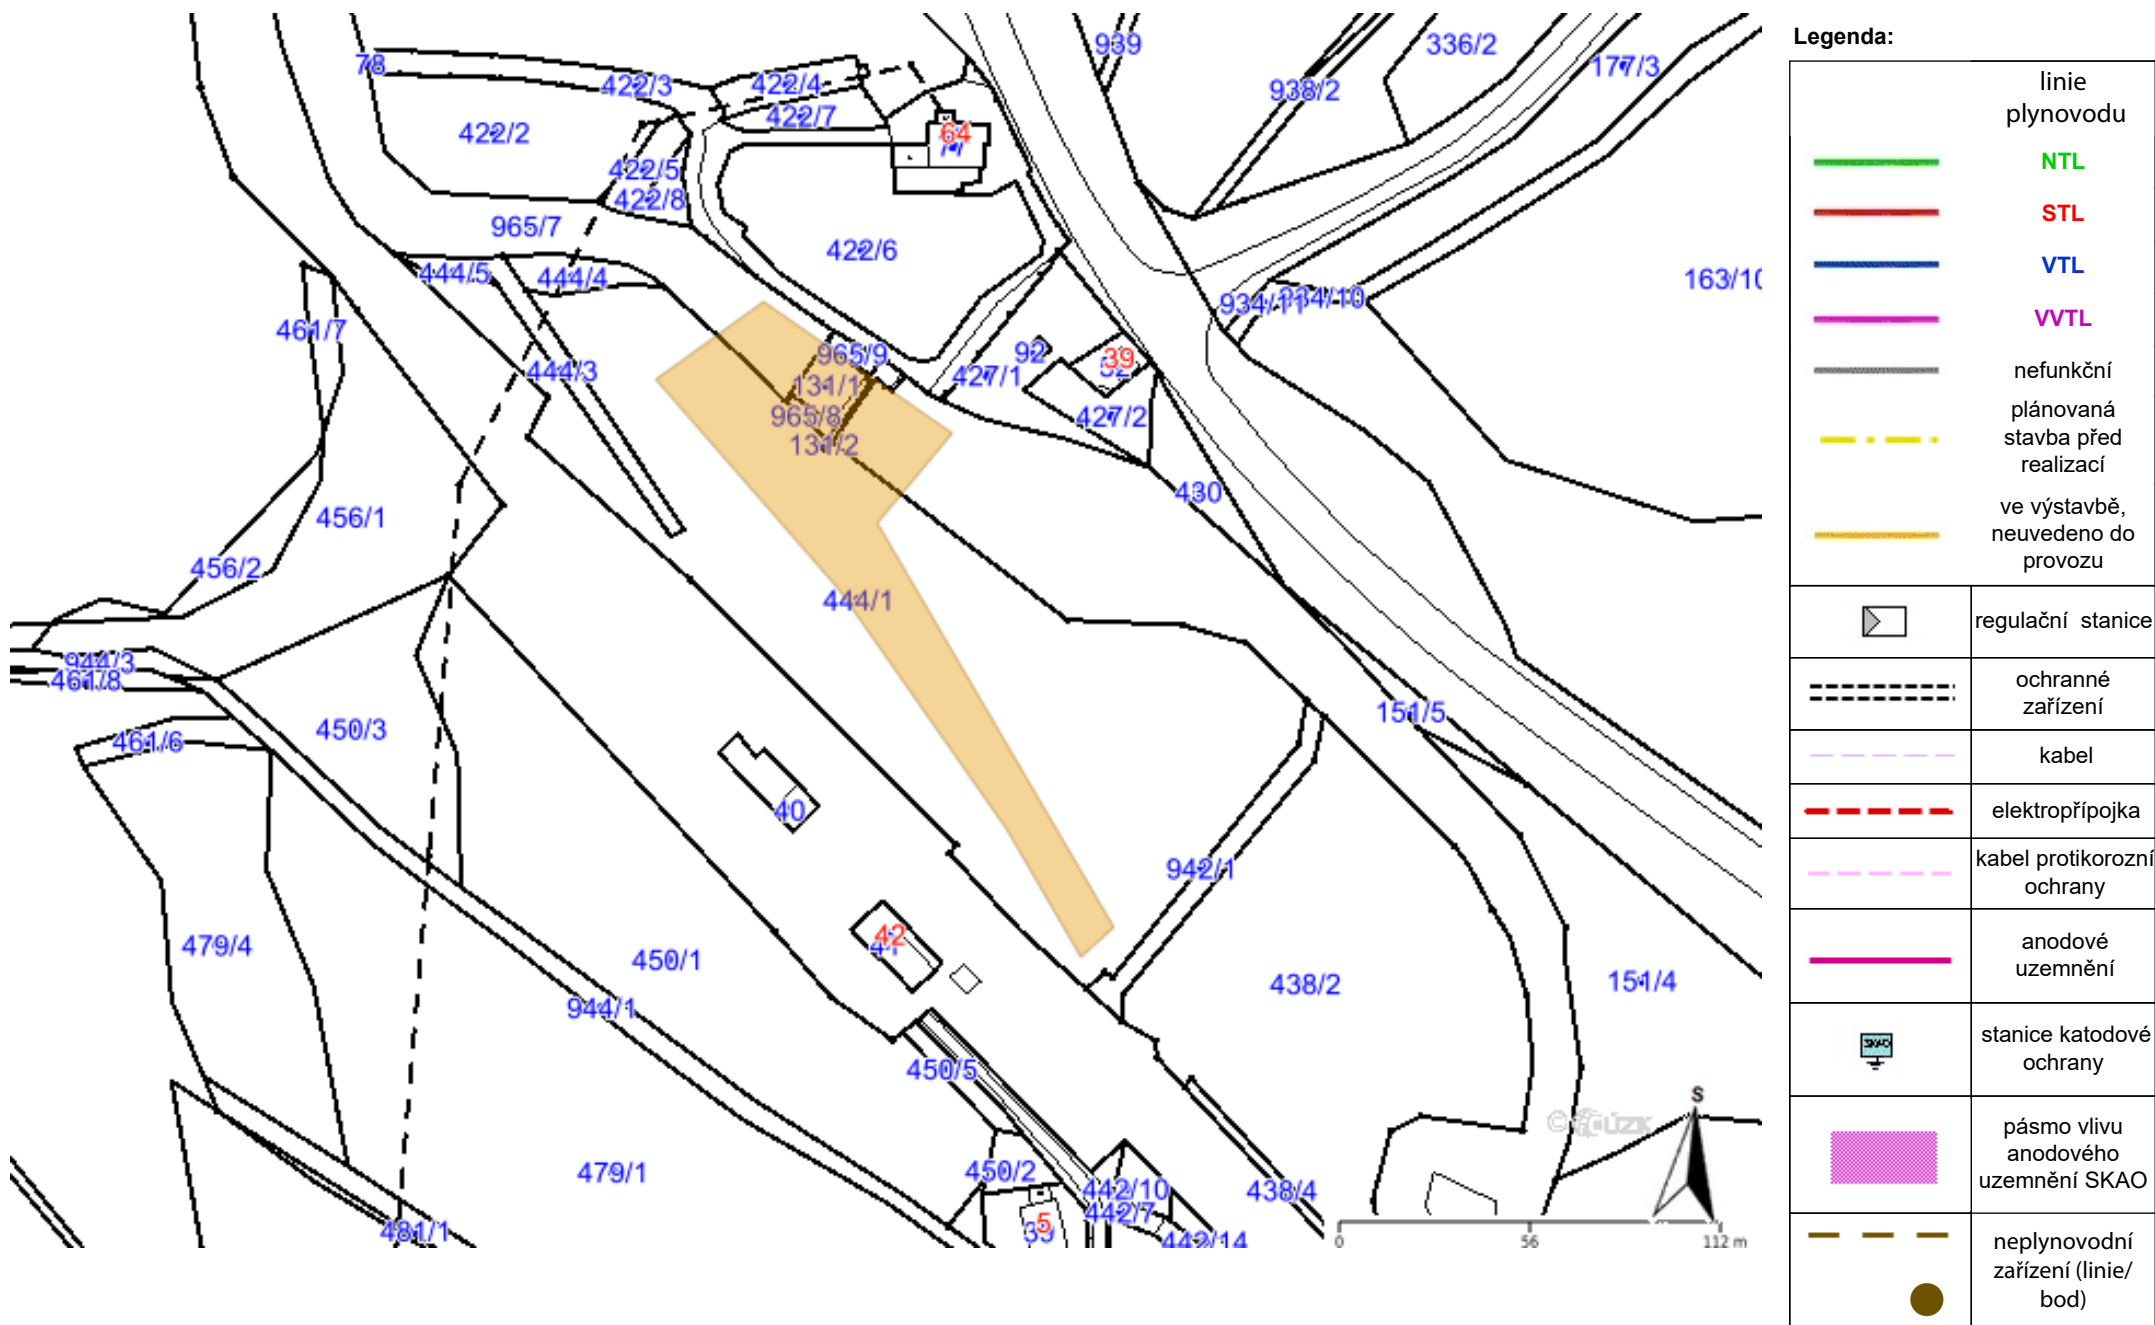 939
336/2
177/3
78
422/3
422/4
938/2
422/7
422/2
64
422/5
422/8
965/7
422/6
444/5
444/4
163/10
934/11
934/10
461/7
965/9
92
39
444/3
131/1
427/1
965/8
427/2
131/2
430
456/1
456/2
444/1
944/3
461/8
151/5
450/3
461/6
40
942/1
42
479/4
450/1
438/2
151/4
944/1
450/5
S
479/1
450/2
442/10
438/4
442/7
5
481/1
442/14
0
56
112 m
Legenda:
linie
plynovodu
NTL
STL
VTL
VVTL
nefunkční
plánovaná
stavba před
realizací
ve výstavbě,
neuvedeno do
provozu
regulační stanice
ochranné
zařízení
kabel
elektropřípojka
kabel protikorozní
ochrany
anodové
uzemnění
SKAO
stanice katodové
ochrany
pásmo vlivu
anodového
uzemnění SKAO
neplynovodní
zařízení (linie/
bod)